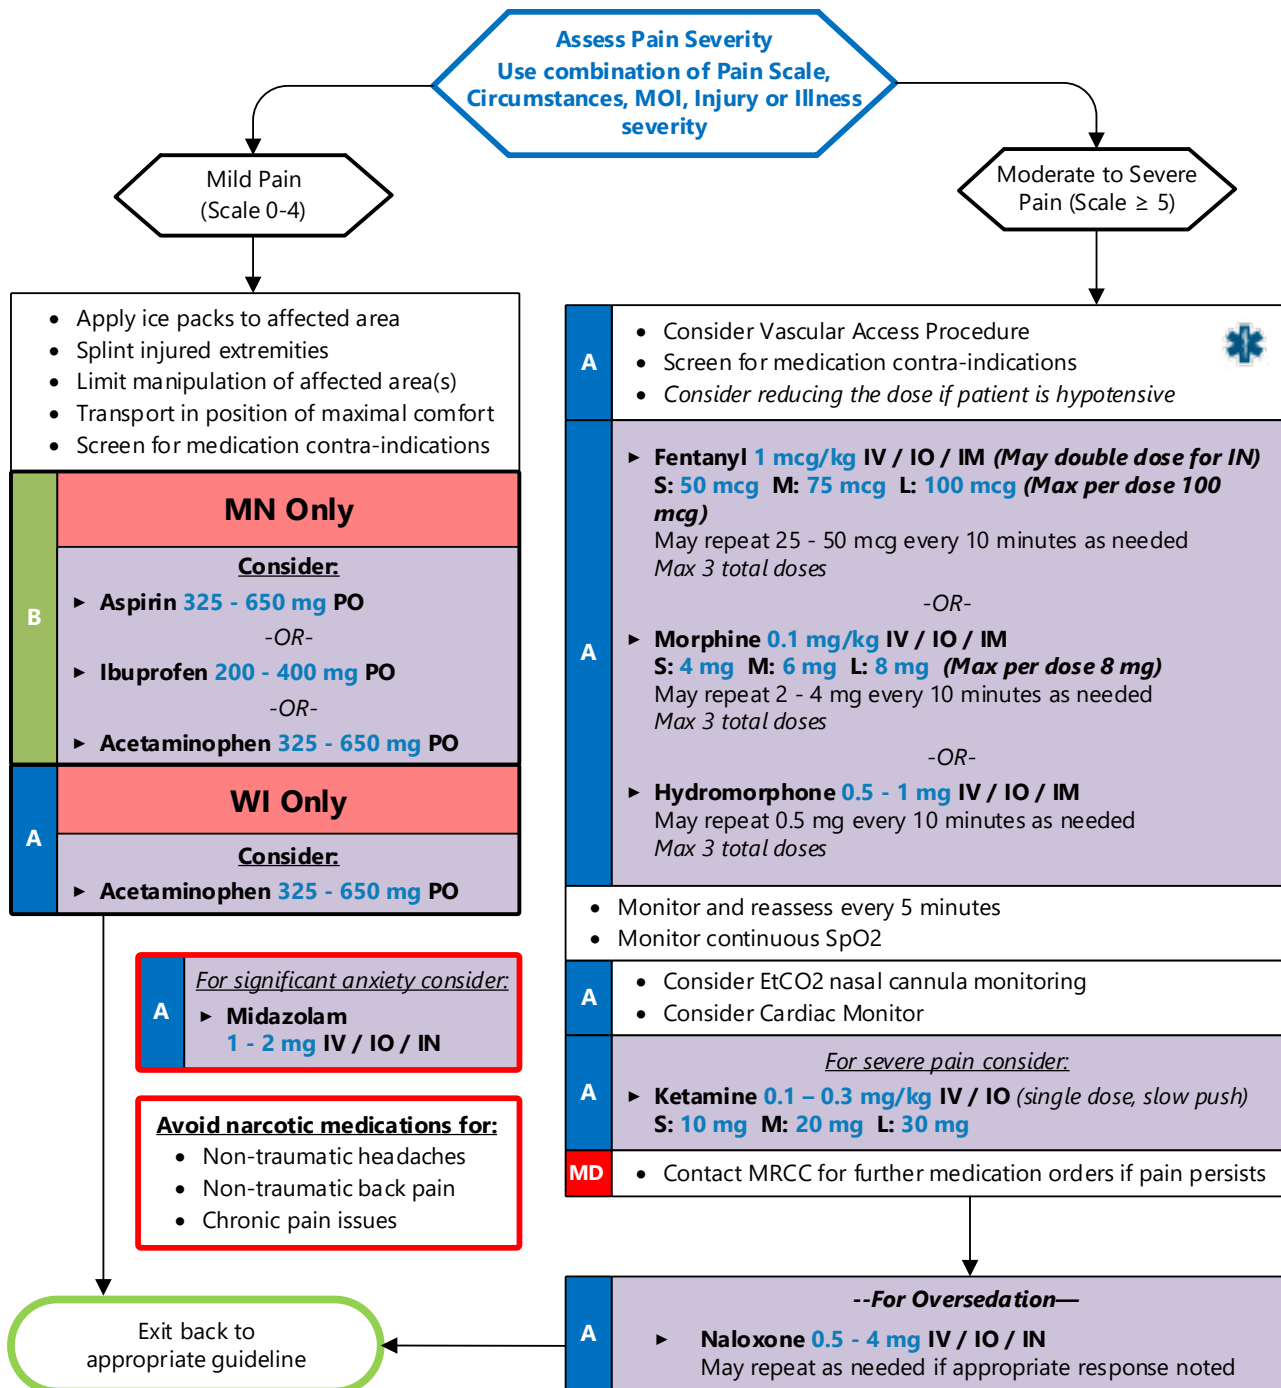 Assess Pain Severity
Use combination of Pain Scale,
Circumstances, MOI, Injury or Illness
severity
Mild Pain
(Scale 0-4)
Moderate to Severe
Pain (Scale ≥ 5)
• Apply ice packs to affected area
• Splint injured extremities
• Limit manipulation of affected area(s)
• Transport in position of maximal comfort
• Screen for medication contra-indications
B
MN Only
Consider:
► Aspirin 325 - 650 mg PO
-OR-
► Ibuprofen 200 - 400 mg PO
-OR-
► Acetaminophen 325 - 650 mg PO
A
WI Only
Consider:
► Acetaminophen 325 - 650 mg PO
A
For significant anxiety consider:
► Midazolam
1 - 2 mg IV / IO / IN
Avoid narcotic medications for:
• Non-traumatic headaches
• Non-traumatic back pain
• Chronic pain issues
A
• Consider Vascular Access Procedure
• Screen for medication contra-indications
• Consider reducing the dose if patient is hypotensive
A
► Fentanyl 1 mcg/kg IV / IO / IM (May double dose for IN)
S: 50 mcg M: 75 mcg L: 100 mcg (Max per dose 100
mcg)
May repeat 25 - 50 mcg every 10 minutes as needed
Max 3 total doses
-OR-
► Morphine 0.1 mg/kg IV / IO / IM
S: 4 mg M: 6 mg L: 8 mg (Max per dose 8 mg)
May repeat 2 - 4 mg every 10 minutes as needed
Max 3 total doses
-OR-
► Hydromorphone 0.5 - 1 mg IV / IO / IM
May repeat 0.5 mg every 10 minutes as needed
Max 3 total doses
• Monitor and reassess every 5 minutes
• Monitor continuous SpO2
A
• Consider EtCO2 nasal cannula monitoring
• Consider Cardiac Monitor
A
For severe pain consider:
► Ketamine 0.1 – 0.3 mg/kg IV / IO (single dose, slow push)
S: 10 mg M: 20 mg L: 30 mg
MD
• Contact MRCC for further medication orders if pain persists
A
--For Oversedation—
► Naloxone 0.5 - 4 mg IV / IO / IN
May repeat as needed if appropriate response noted
Exit back to
appropriate guideline